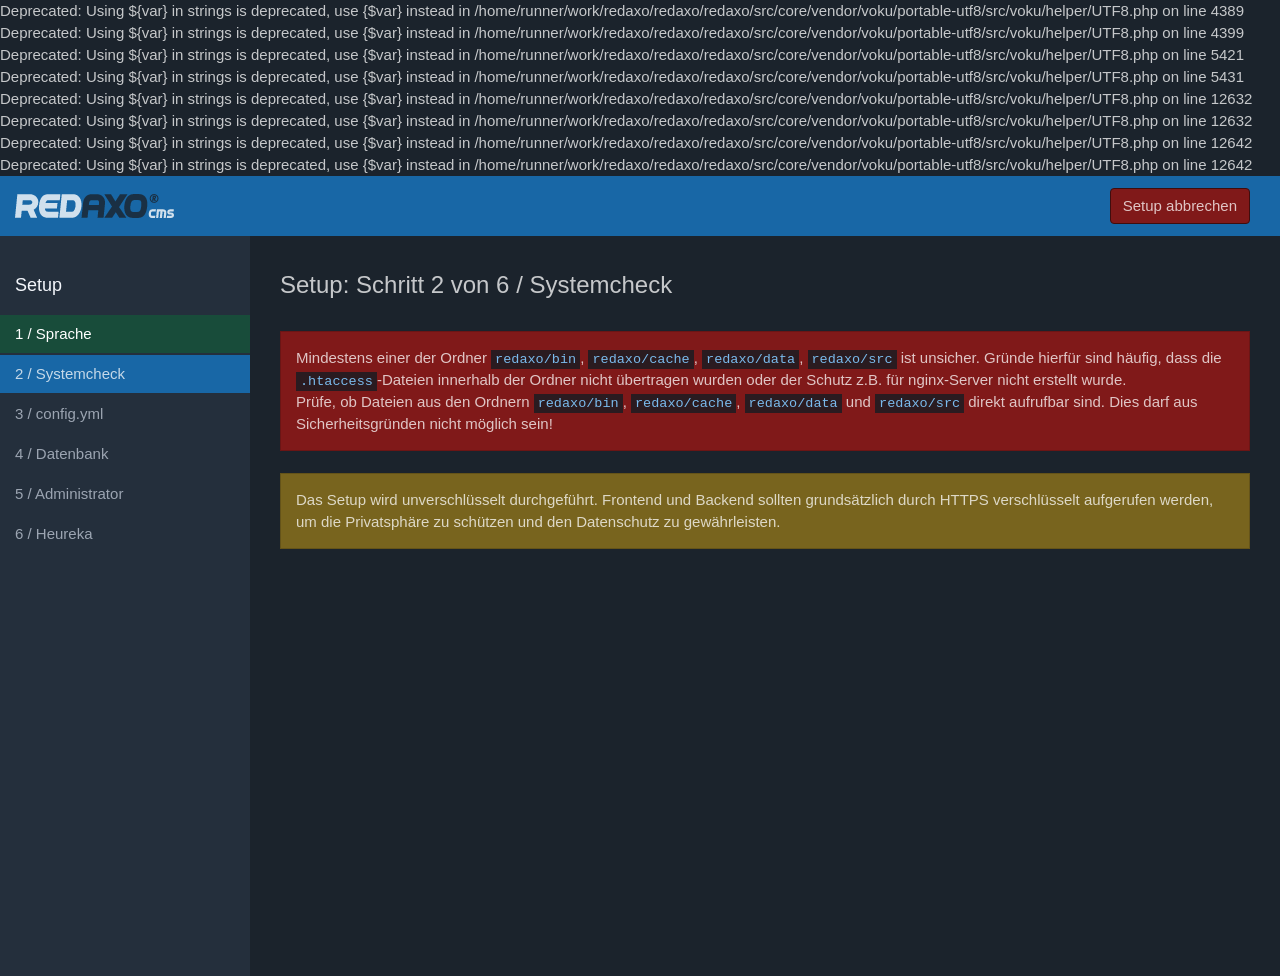 Deprecated: Using ${var} in strings is deprecated, use {$var} instead in /home/runner/work/redaxo/redaxo/redaxo/src/core/vendor/voku/portable-utf8/src/voku/helper/UTF8.php on line 4389
Deprecated: Using ${var} in strings is deprecated, use {$var} instead in /home/runner/work/redaxo/redaxo/redaxo/src/core/vendor/voku/portable-utf8/src/voku/helper/UTF8.php on line 4399
Deprecated: Using ${var} in strings is deprecated, use {$var} instead in /home/runner/work/redaxo/redaxo/redaxo/src/core/vendor/voku/portable-utf8/src/voku/helper/UTF8.php on line 5421
Deprecated: Using ${var} in strings is deprecated, use {$var} instead in /home/runner/work/redaxo/redaxo/redaxo/src/core/vendor/voku/portable-utf8/src/voku/helper/UTF8.php on line 5431
Deprecated: Using ${var} in strings is deprecated, use {$var} instead in /home/runner/work/redaxo/redaxo/redaxo/src/core/vendor/voku/portable-utf8/src/voku/helper/UTF8.php on line 12632
Deprecated: Using ${var} in strings is deprecated, use {$var} instead in /home/runner/work/redaxo/redaxo/redaxo/src/core/vendor/voku/portable-utf8/src/voku/helper/UTF8.php on line 12632
Deprecated: Using ${var} in strings is deprecated, use {$var} instead in /home/runner/work/redaxo/redaxo/redaxo/src/core/vendor/voku/portable-utf8/src/voku/helper/UTF8.php on line 12642
Deprecated: Using ${var} in strings is deprecated, use {$var} instead in /home/runner/work/redaxo/redaxo/redaxo/src/core/vendor/voku/portable-utf8/src/voku/helper/UTF8.php on line 12642
REDAXO® cms
Setup abbrechen
Setup
1 / Sprache
2 / Systemcheck
3 / config.yml
4 / Datenbank
5 / Administrator
6 / Heureka
Setup: Schritt 2 von 6 / Systemcheck
Mindestens einer der Ordner redaxo/bin, redaxo/cache, redaxo/data, redaxo/src ist unsicher. Gründe hierfür sind häufig, dass die
.htaccess-Dateien innerhalb der Ordner nicht übertragen wurden oder der Schutz z.B. für nginx-Server nicht erstellt wurde.
Prüfe, ob Dateien aus den Ordnern redaxo/bin, redaxo/cache, redaxo/data und redaxo/src direkt aufrufbar sind. Dies darf aus
Sicherheitsgründen nicht möglich sein!
Das Setup wird unverschlüsselt durchgeführt. Frontend und Backend sollten grundsätzlich durch HTTPS verschlüsselt aufgerufen werden,
um die Privatsphäre zu schützen und den Datenschutz zu gewährleisten.